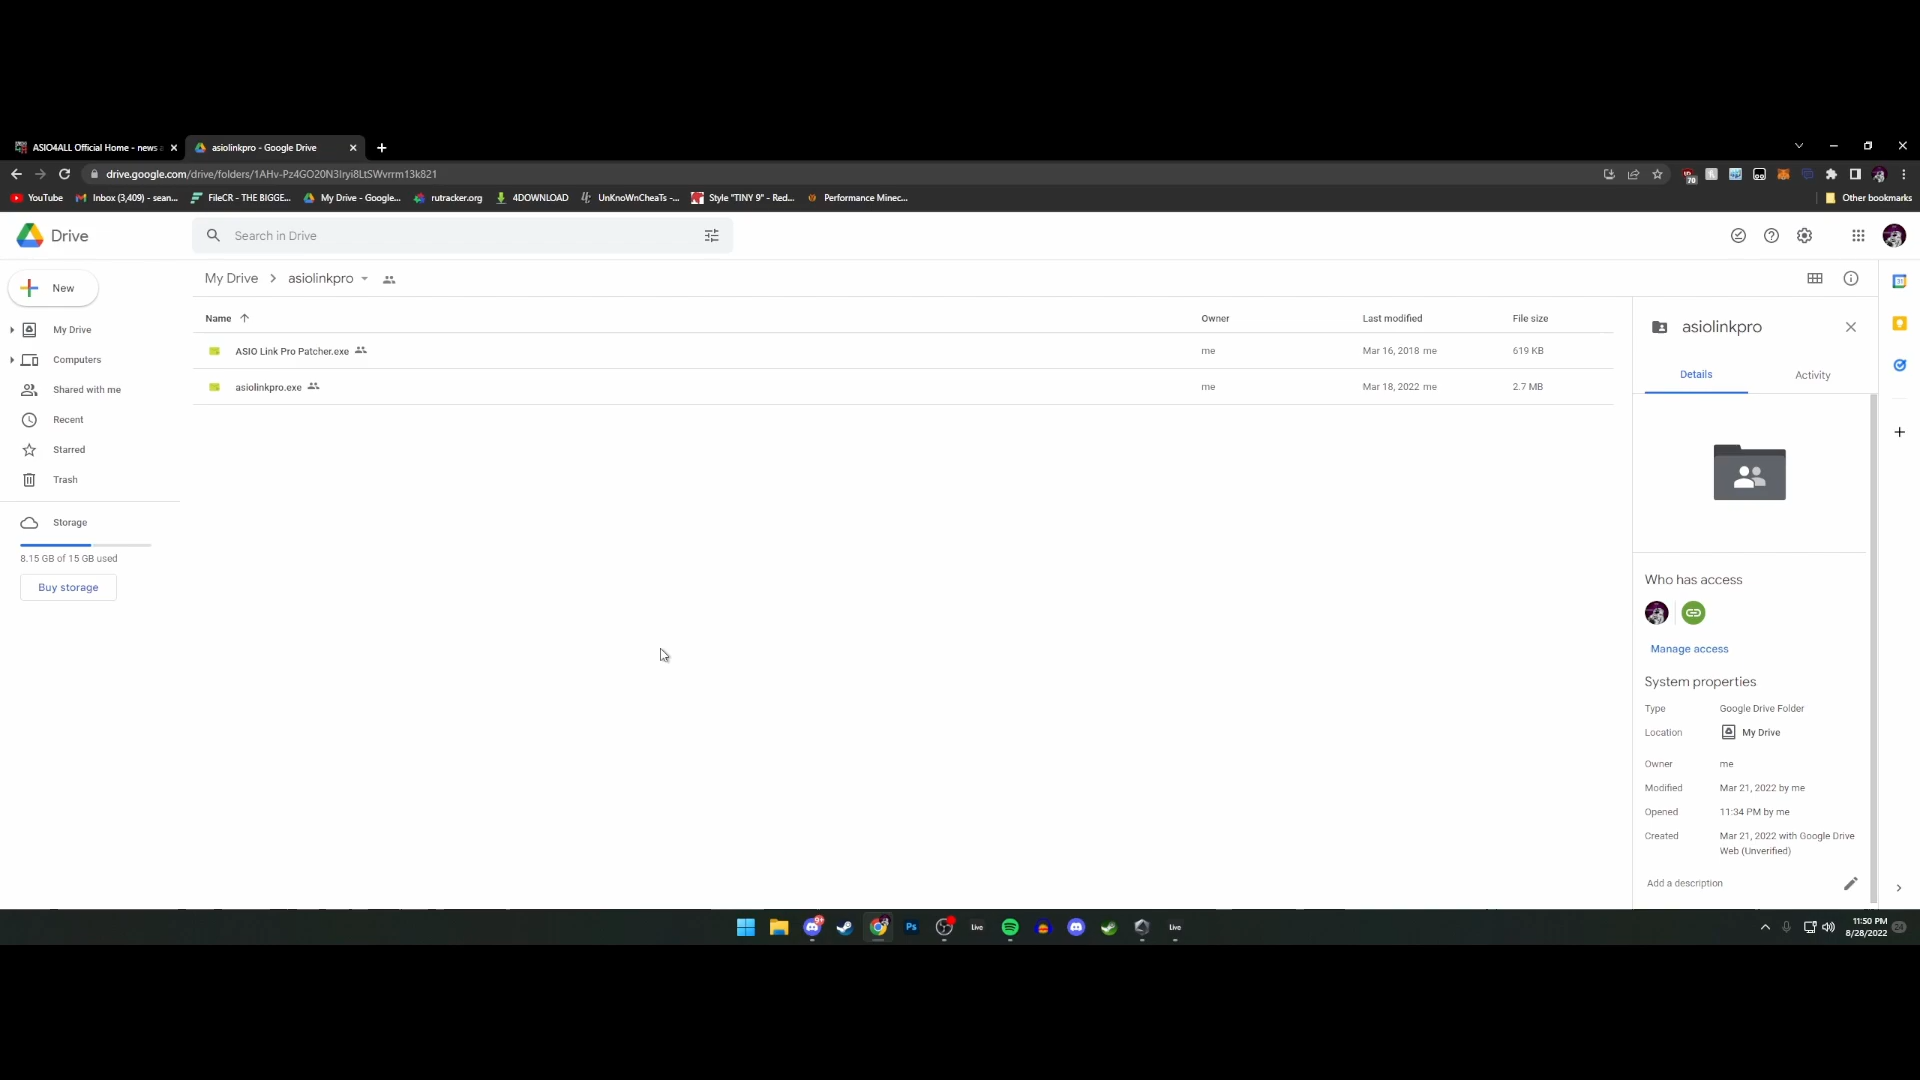 ASIO4ALL Official Home - news a
asiolinkpro - Google Drive
drive.google.com/drive/folders/1AHv-Pz4GO20N3Iryi8LtSWvrrm13k821
70
YouTube
Inbox (3,409) - sean...
FileCR - THE BIGGE...
My Drive - Google...
rutracker.org
4DOWNLOAD
UnKnoWnCheaTs -...
Style "TINY 9" - Red...
Performance Minec...
Other bookmarks
Drive
Search in Drive
New
My Drive
Computers
Shared with me
Recent
Starred
Trash
Storage
8.15 GB of 15 GB used
Buy storage
My Drive > asiolinkpro
Name Owner Last modified File size
ASIO Link Pro Patcher.exe me Mar 16, 2018 me 619 KB
asiolinkpro.exe me Mar 18, 2022 me 2.7 MB
asiolinkpro
Details Activity
Who has access
Manage access
System properties
Type Google Drive Folder
Location My Drive
Owner me
Modified Mar 21, 2022 by me
Opened 11:34 PM by me
Created Mar 21, 2022 with Google Drive
Web (Unverified)
Add a description
Ps
Live
Live
11:50 PM
8/28/2022
24